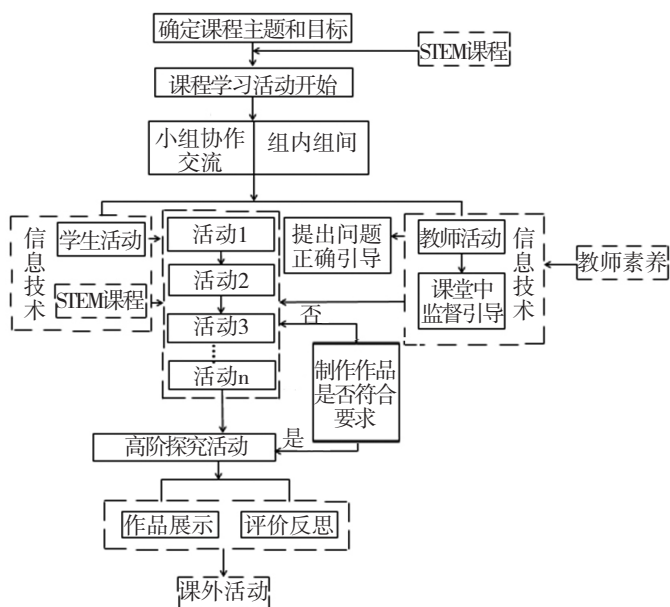 确定课程主题和目标
STEM课程
课程学习活动开始
小组协作
交流
组内组间
信息技术
学生活动
STEM课程
活动1
活动2
活动3
活动n
提出问题
正确引导
教师活动
课堂中
监督引导
信息技术
教师素养
否
制作作品
是否符合
要求
是
高阶探究活动
作品展示
评价反思
课外活动